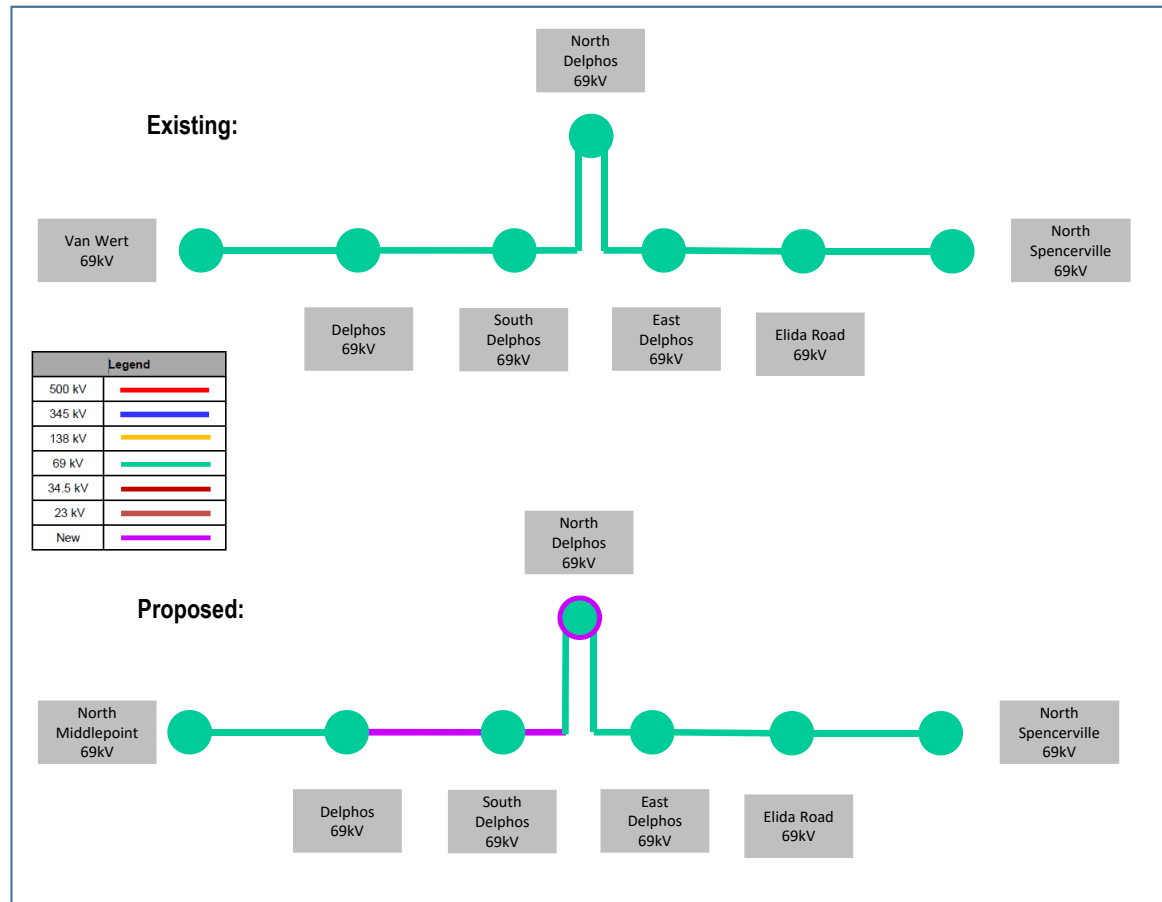 North
Delphos
69kV
Existing:
Van Wert
69kV
North
Spencerville
69kV
Delphos
69kV
South
Delphos
69kV
East
Delphos
69kV
Elida Road
69kV
Legend
500 kV
345 kV
138 kV
69 kV
34.5 kV
23 kV
New
North
Delphos
69kV
Proposed:
North
Middlepoint
69kV
North
Spencerville
69kV
Delphos
69kV
South
Delphos
69kV
East
Delphos
69kV
Elida Road
69kV